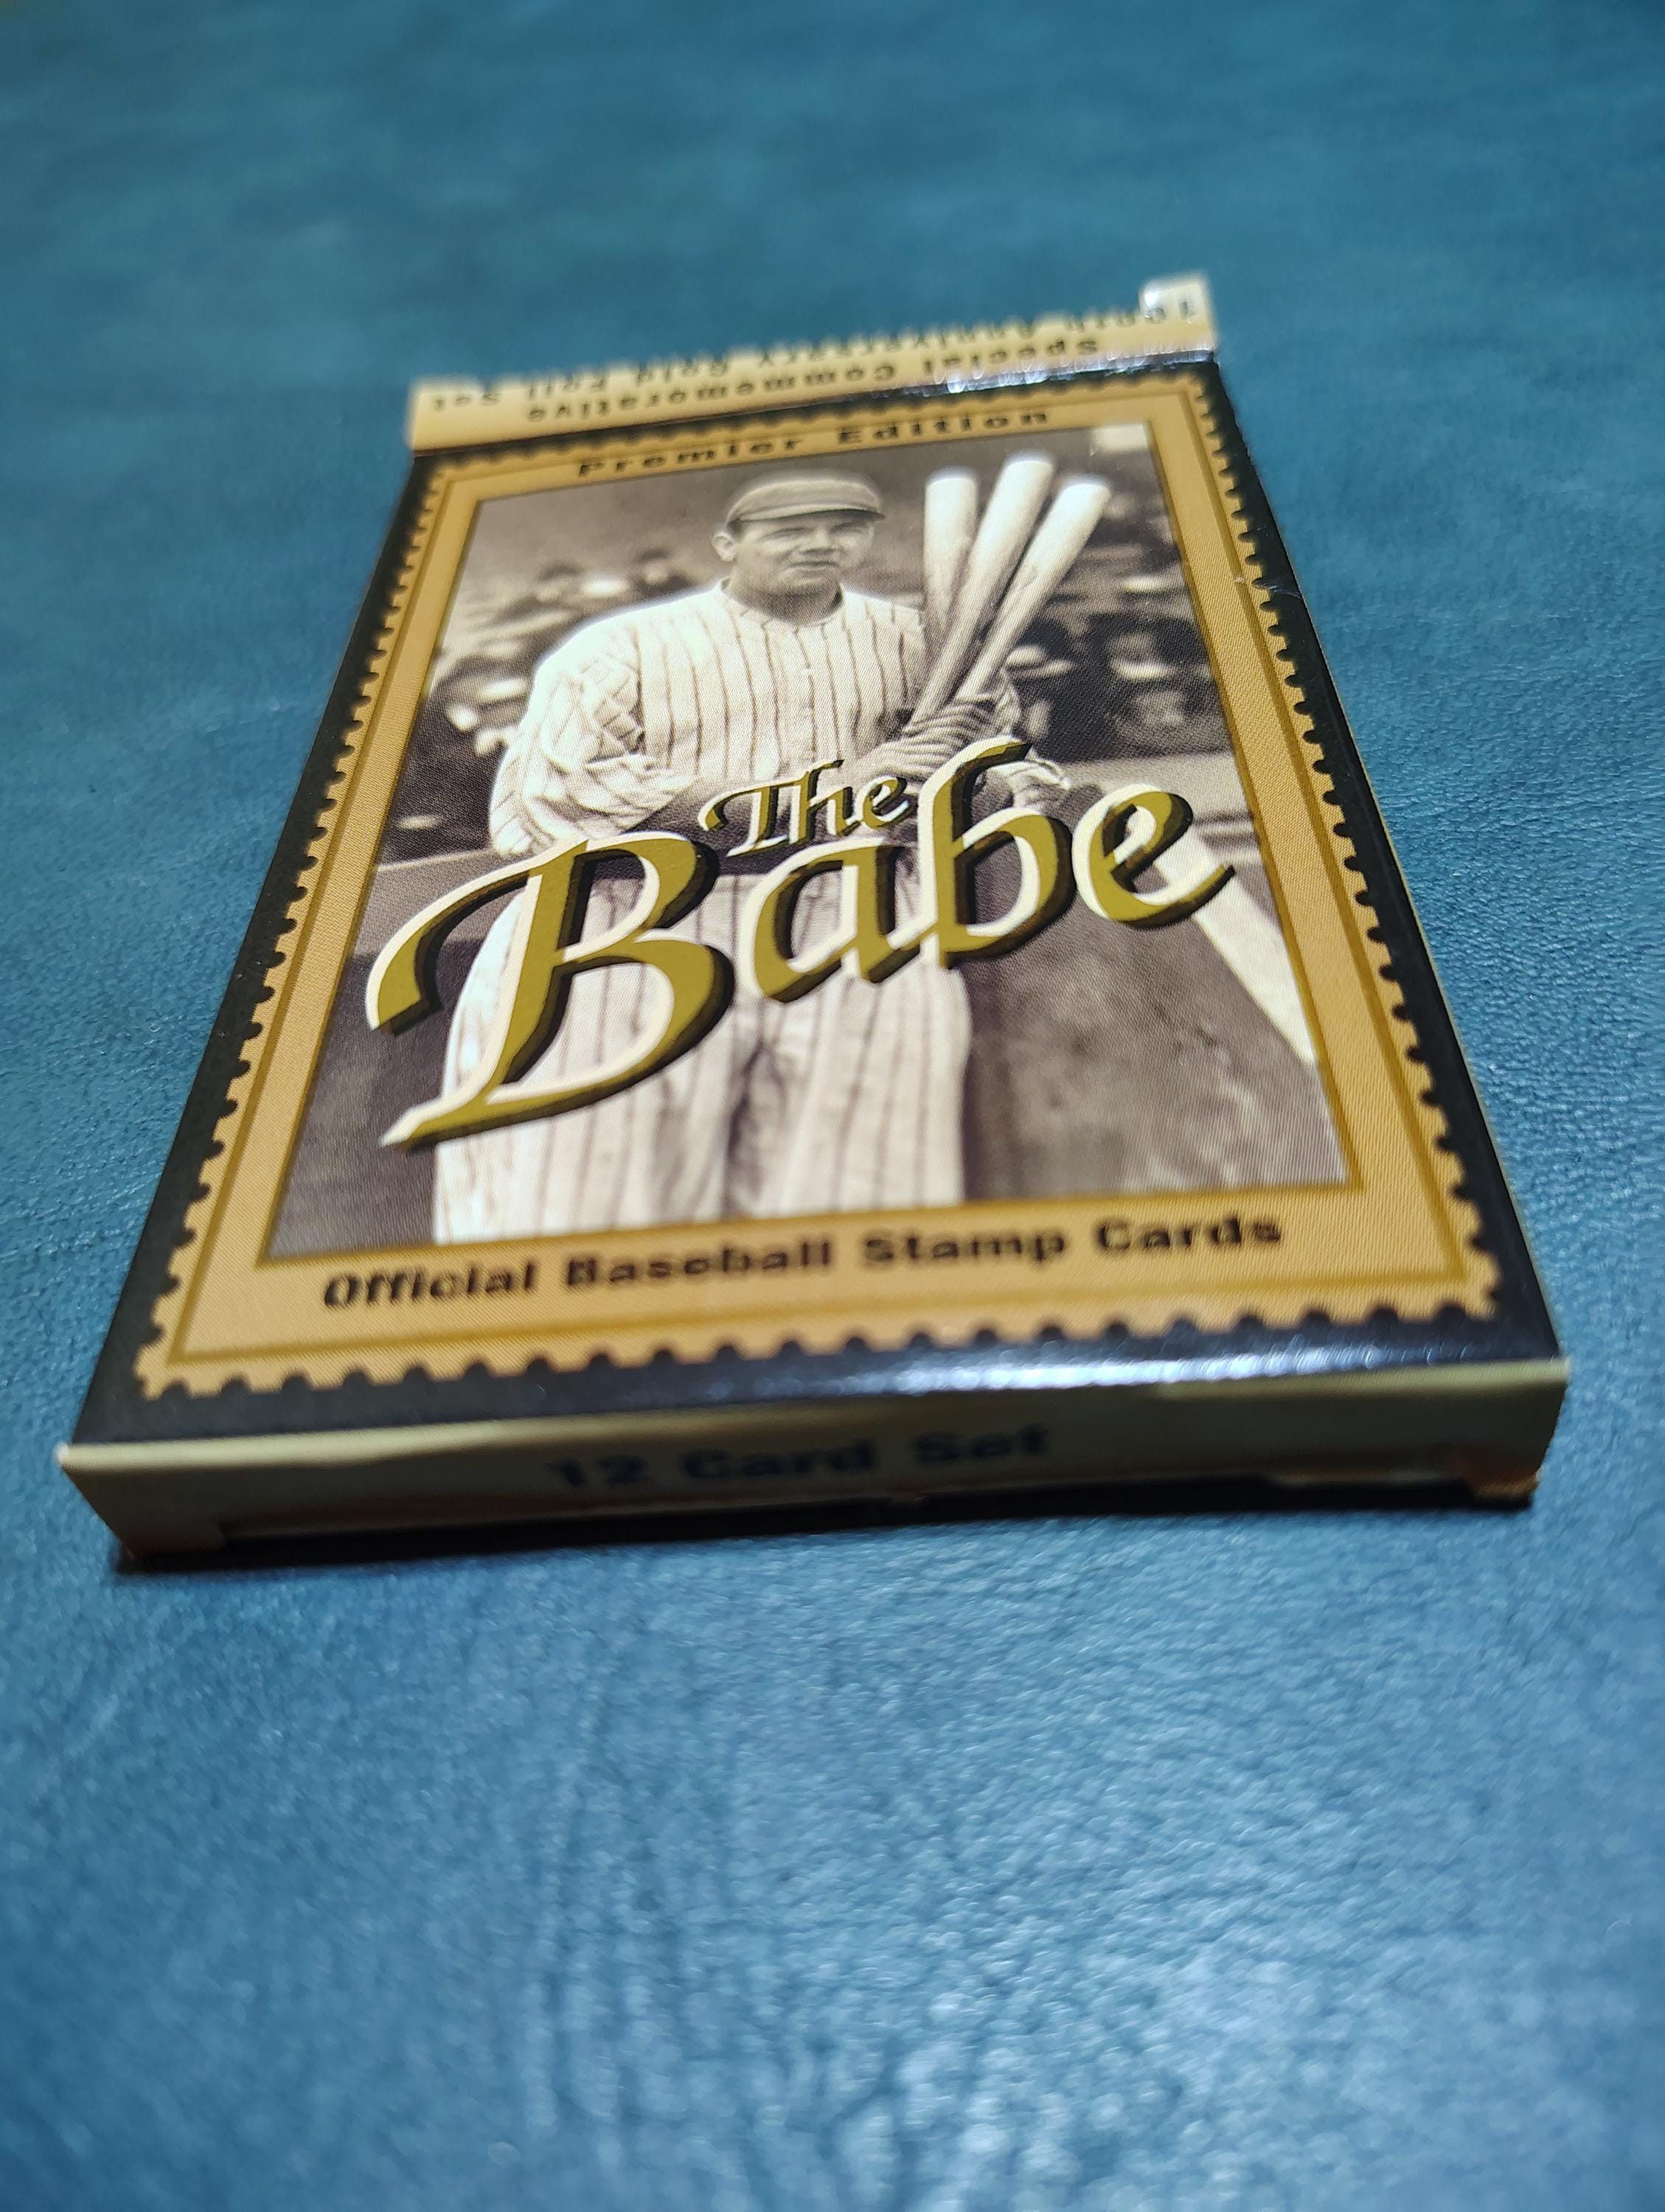 Special Commemorative
100th Anniversary Gold Foil Set
Premier Edition
The
Babe
Official Baseball Stamp Cards
12 Card Set